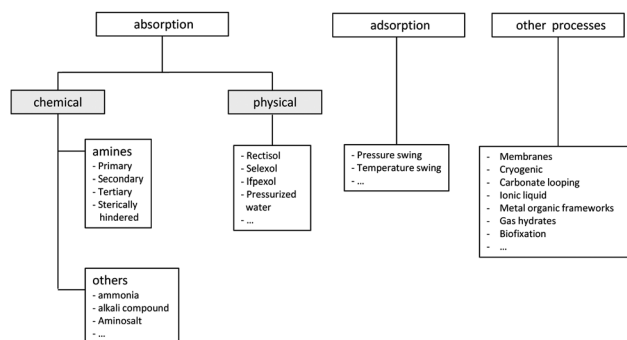 absorption
adsorption
other processes
chemical
physical
amines
- Primary
- Secondary
- Tertiary
- Sterically
hindered
- Rectisol
- Selexol
- Ifpexol
- Pressurized
water
- ...
- Pressure swing
- Temperature swing
- ...
- Membranes
- Cryogenic
- Carbonate looping
- Ionic liquid
- Metal organic frameworks
- Gas hydrates
- Biofixation
- ...
others
- ammonia
- alkali compound
- Aminosalt
- ...